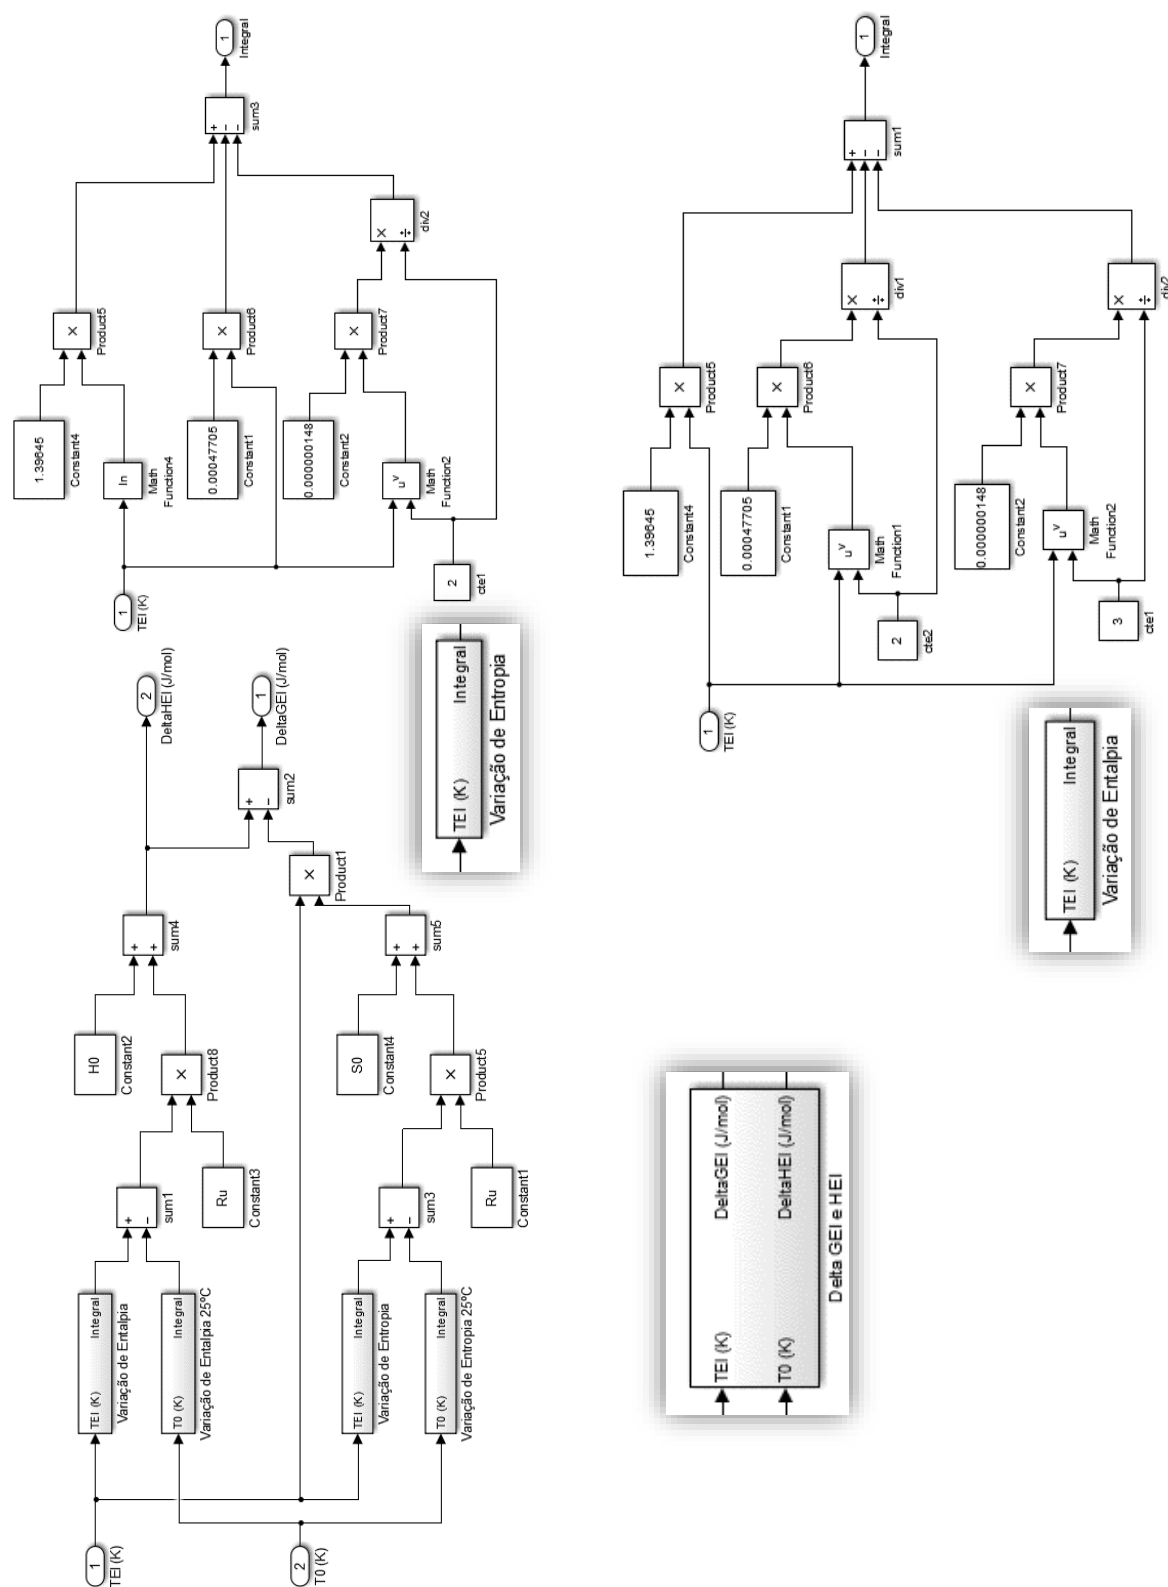 1
TEI (K)
2
T0 (K)
TEI (K) Integral
Variação de Entalpia
T0 (K) Integral
Variação de Entalpia 25ºC
TEI (K) Integral
Variação de Entropia
T0 (K) Integral
Variação de Entropia 25ºC
+
−
sum1
Ru
Constant3
+
−
sum3
Ru
Constant1
H0
Constant2
×
Product8
S0
Constant4
×
Product5
+
+
sum4
+
+
sum5
×
Product1
+
−
sum2
2
DeltaHEI (J/mol)
1
DeltaGEI (J/mol)
TEI (K) Integral
Variação de Entropia
1
TEI (K)
1.39645
Constant4
ln
Math
Function4
0.00047705
Constant1
0.000000148
Constant2
u^v
Math
Function2
2
cte1
×
Product5
×
Product6
×
Product7
×
÷
div2
+
−
−
sum3
1
Integral
TEI (K) DeltaGEI (J/mol)
T0 (K) DeltaHEI (J/mol)
Delta GEI e HEI
TEI (K) Integral
Variação de Entalpia
1
TEI (K)
1.39645
Constant4
0.00047705
Constant1
u^v
Math
Function1
2
cte2
0.000000148
Constant2
u^v
Math
Function2
3
cte1
×
Product5
×
Product6
×
Product7
×
÷
div1
×
÷
div2
+
−
−
sum1
1
Integral